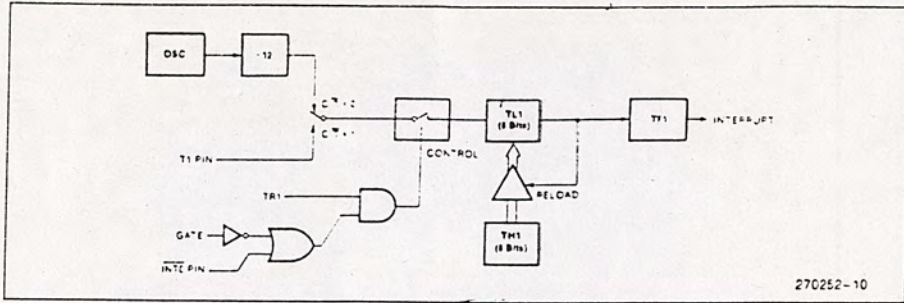 OSC
÷12
C/T̅ = 0
C/T̅ = 1
T1 PIN
CONTROL
TL1
(8 Bits)
TF1
INTERRUPT
RELOAD
TR1
GATE
TH1
(8 Bits)
PIN
270252-10